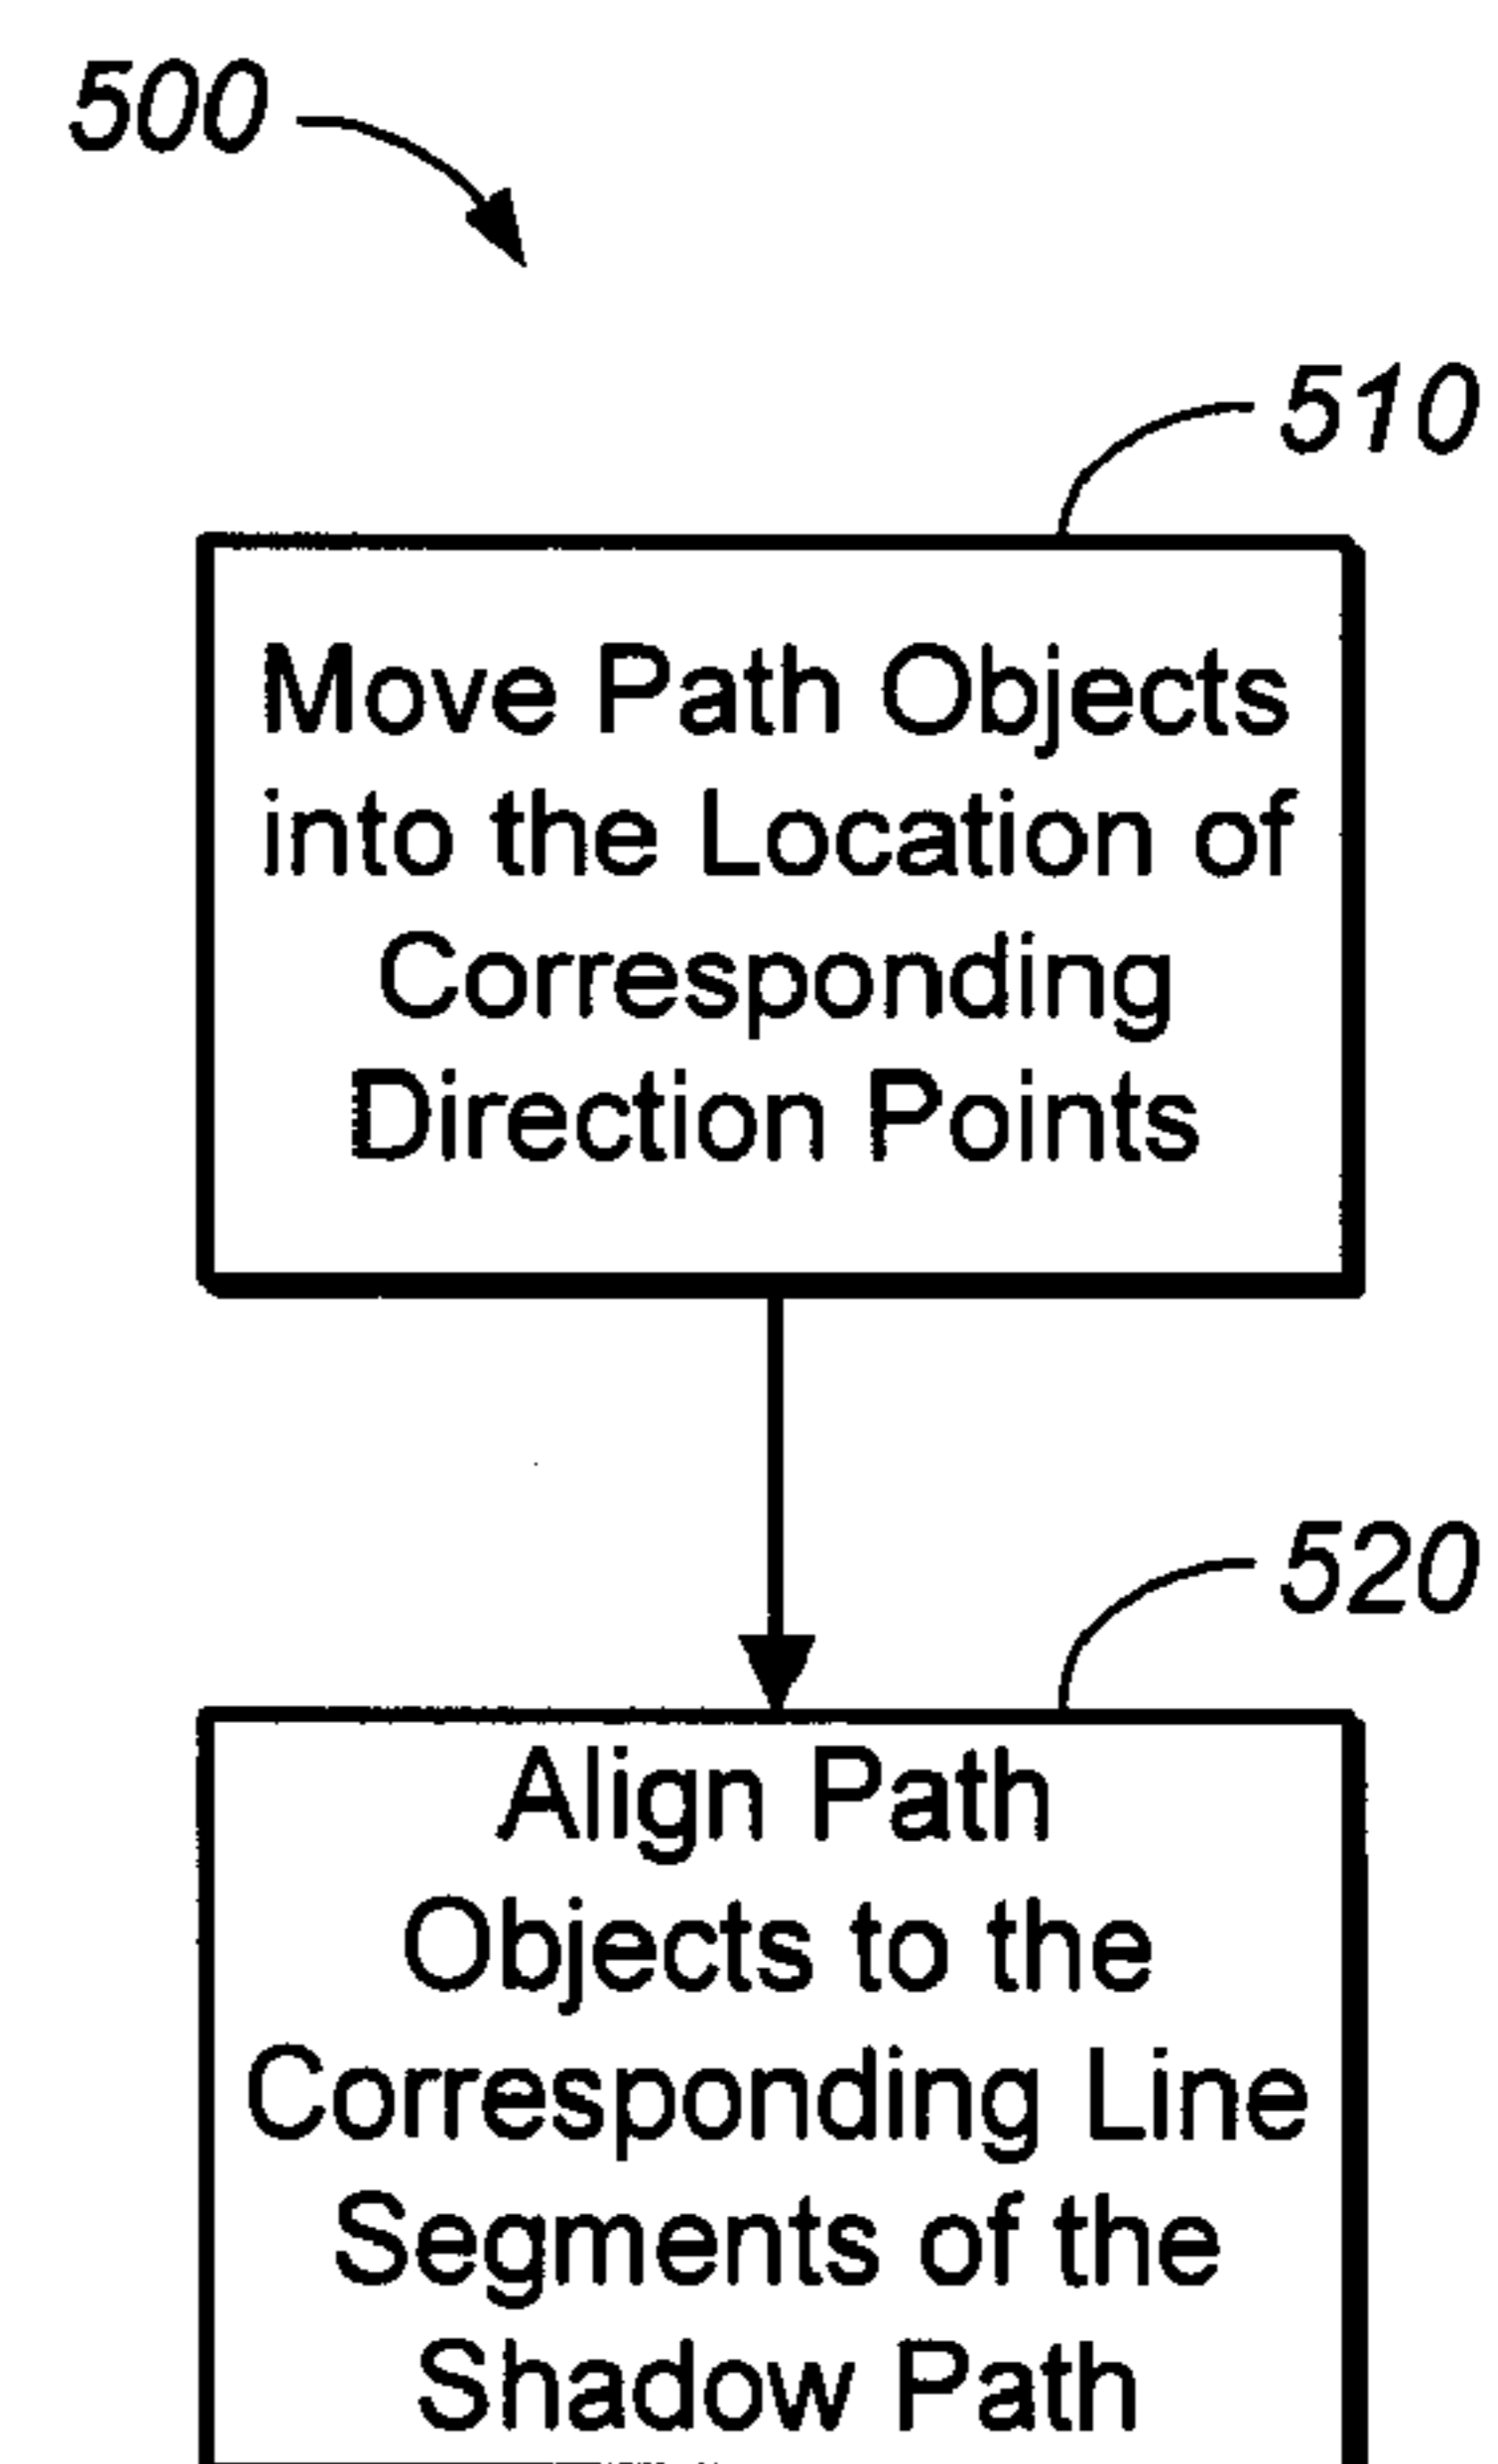 500
510
Move Path Objects
into the Location of
Corresponding
Direction Points
520
Align Path
Objects to the
Corresponding Line
Segments of the
Shadow Path